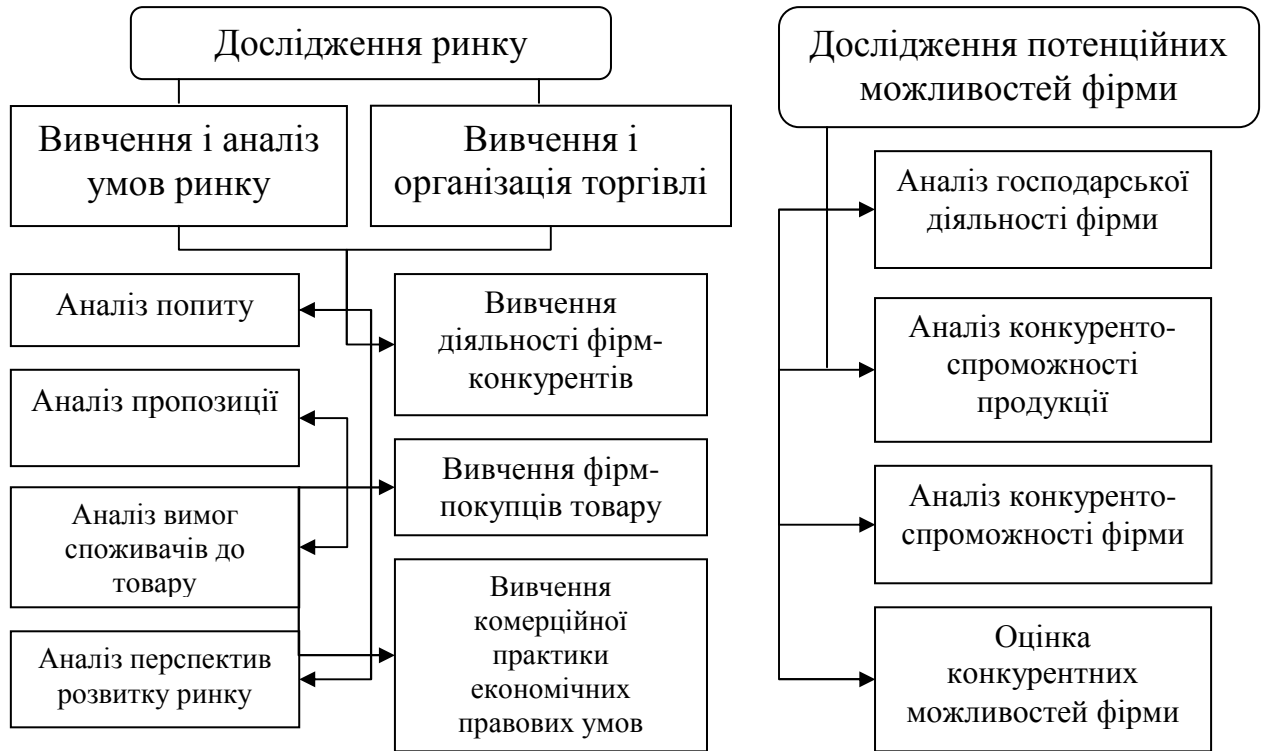 Дослідження ринку
Вивчення і аналіз
умов ринку
Вивчення і
організація торгівлі
Аналіз попиту
Аналіз пропозиції
Аналіз вимог
споживачів до
товару
Аналіз перспектив
розвитку ринку
Вивчення
діяльності фірм-
конкурентів
Вивчення фірм-
покупців товару
Вивчення
комерційної
практики
економічних
правових умов
Дослідження потенційних
можливостей фірми
Аналіз господарської
діяльності фірми
Аналіз конкуренто-
спроможності
продукції
Аналіз конкуренто-
спроможності фірми
Оцінка
конкурентних
можливостей фірми